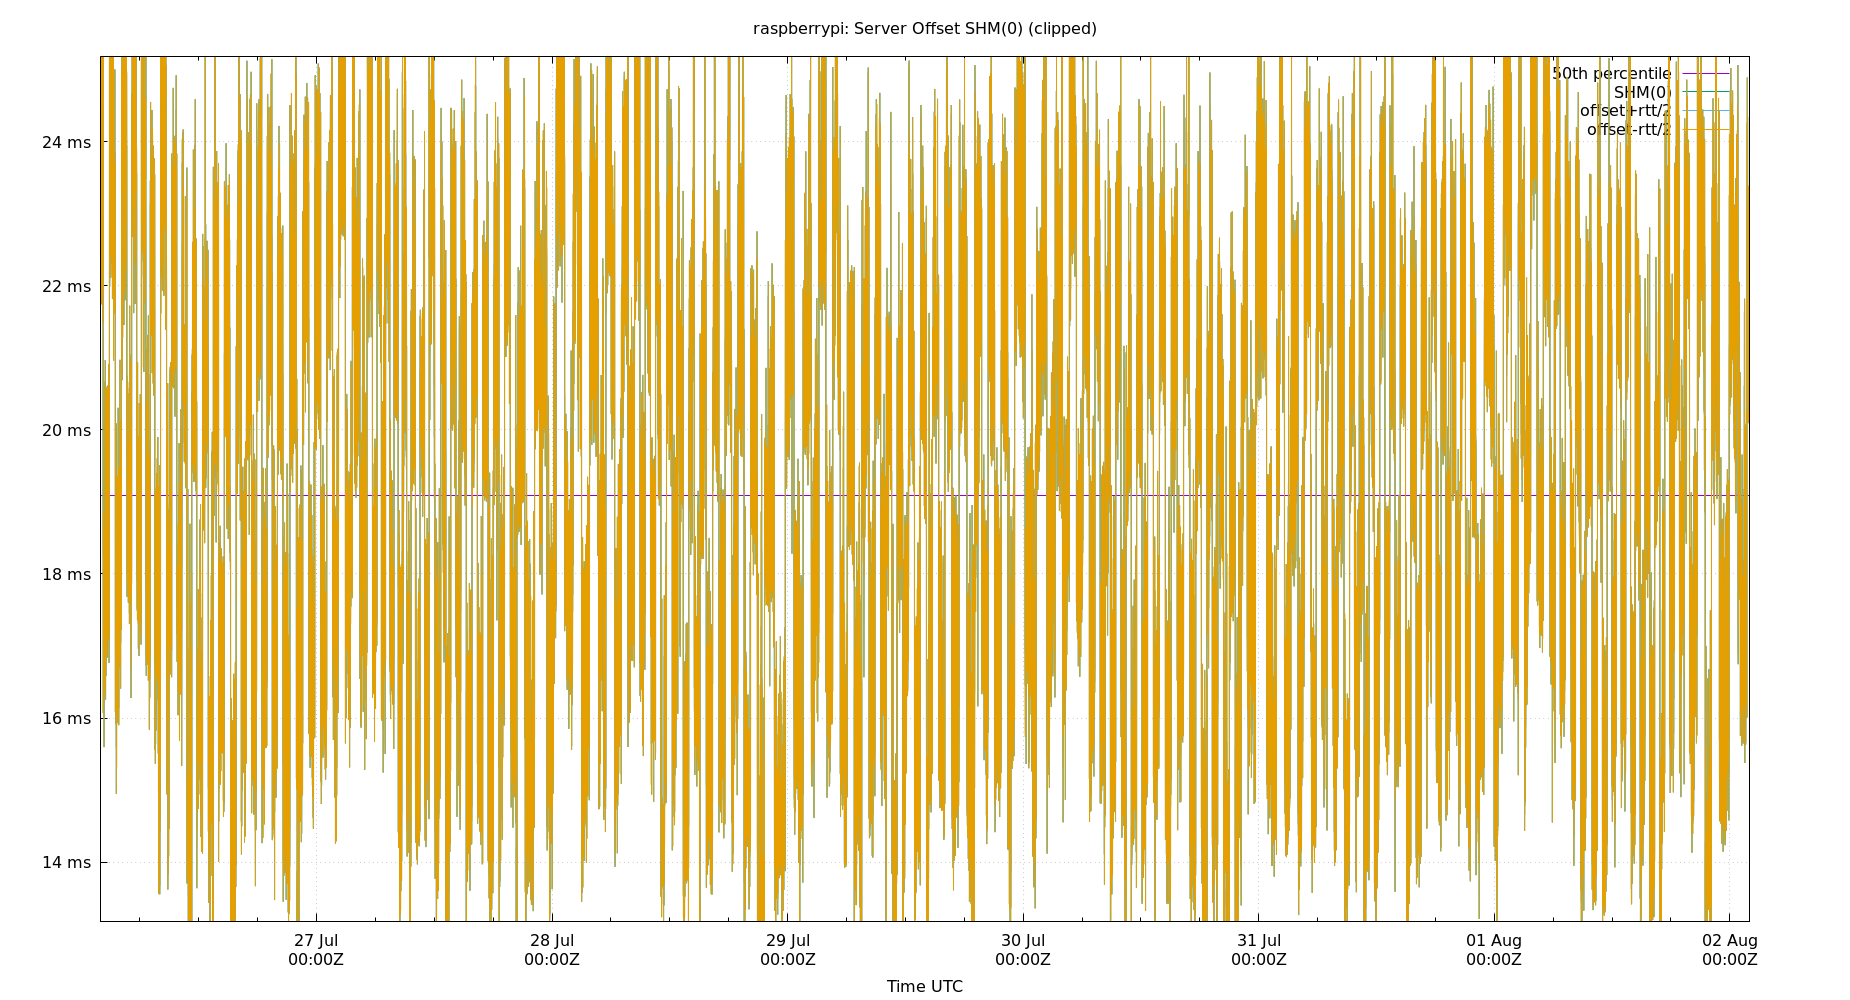 raspberrypi: Server Offset SHM(0) (clipped)
50th percentile
SHM(0)
offset+rtt/2
offset-rtt/2
24 ms
22 ms
20 ms
18 ms
16 ms
14 ms
27 Jul 28 Jul 29 Jul 30 Jul 31 Jul 01 Aug 02 Aug
00:00Z 00:00Z 00:00Z 00:00Z 00:00Z 00:00Z 00:00Z
Time UTC